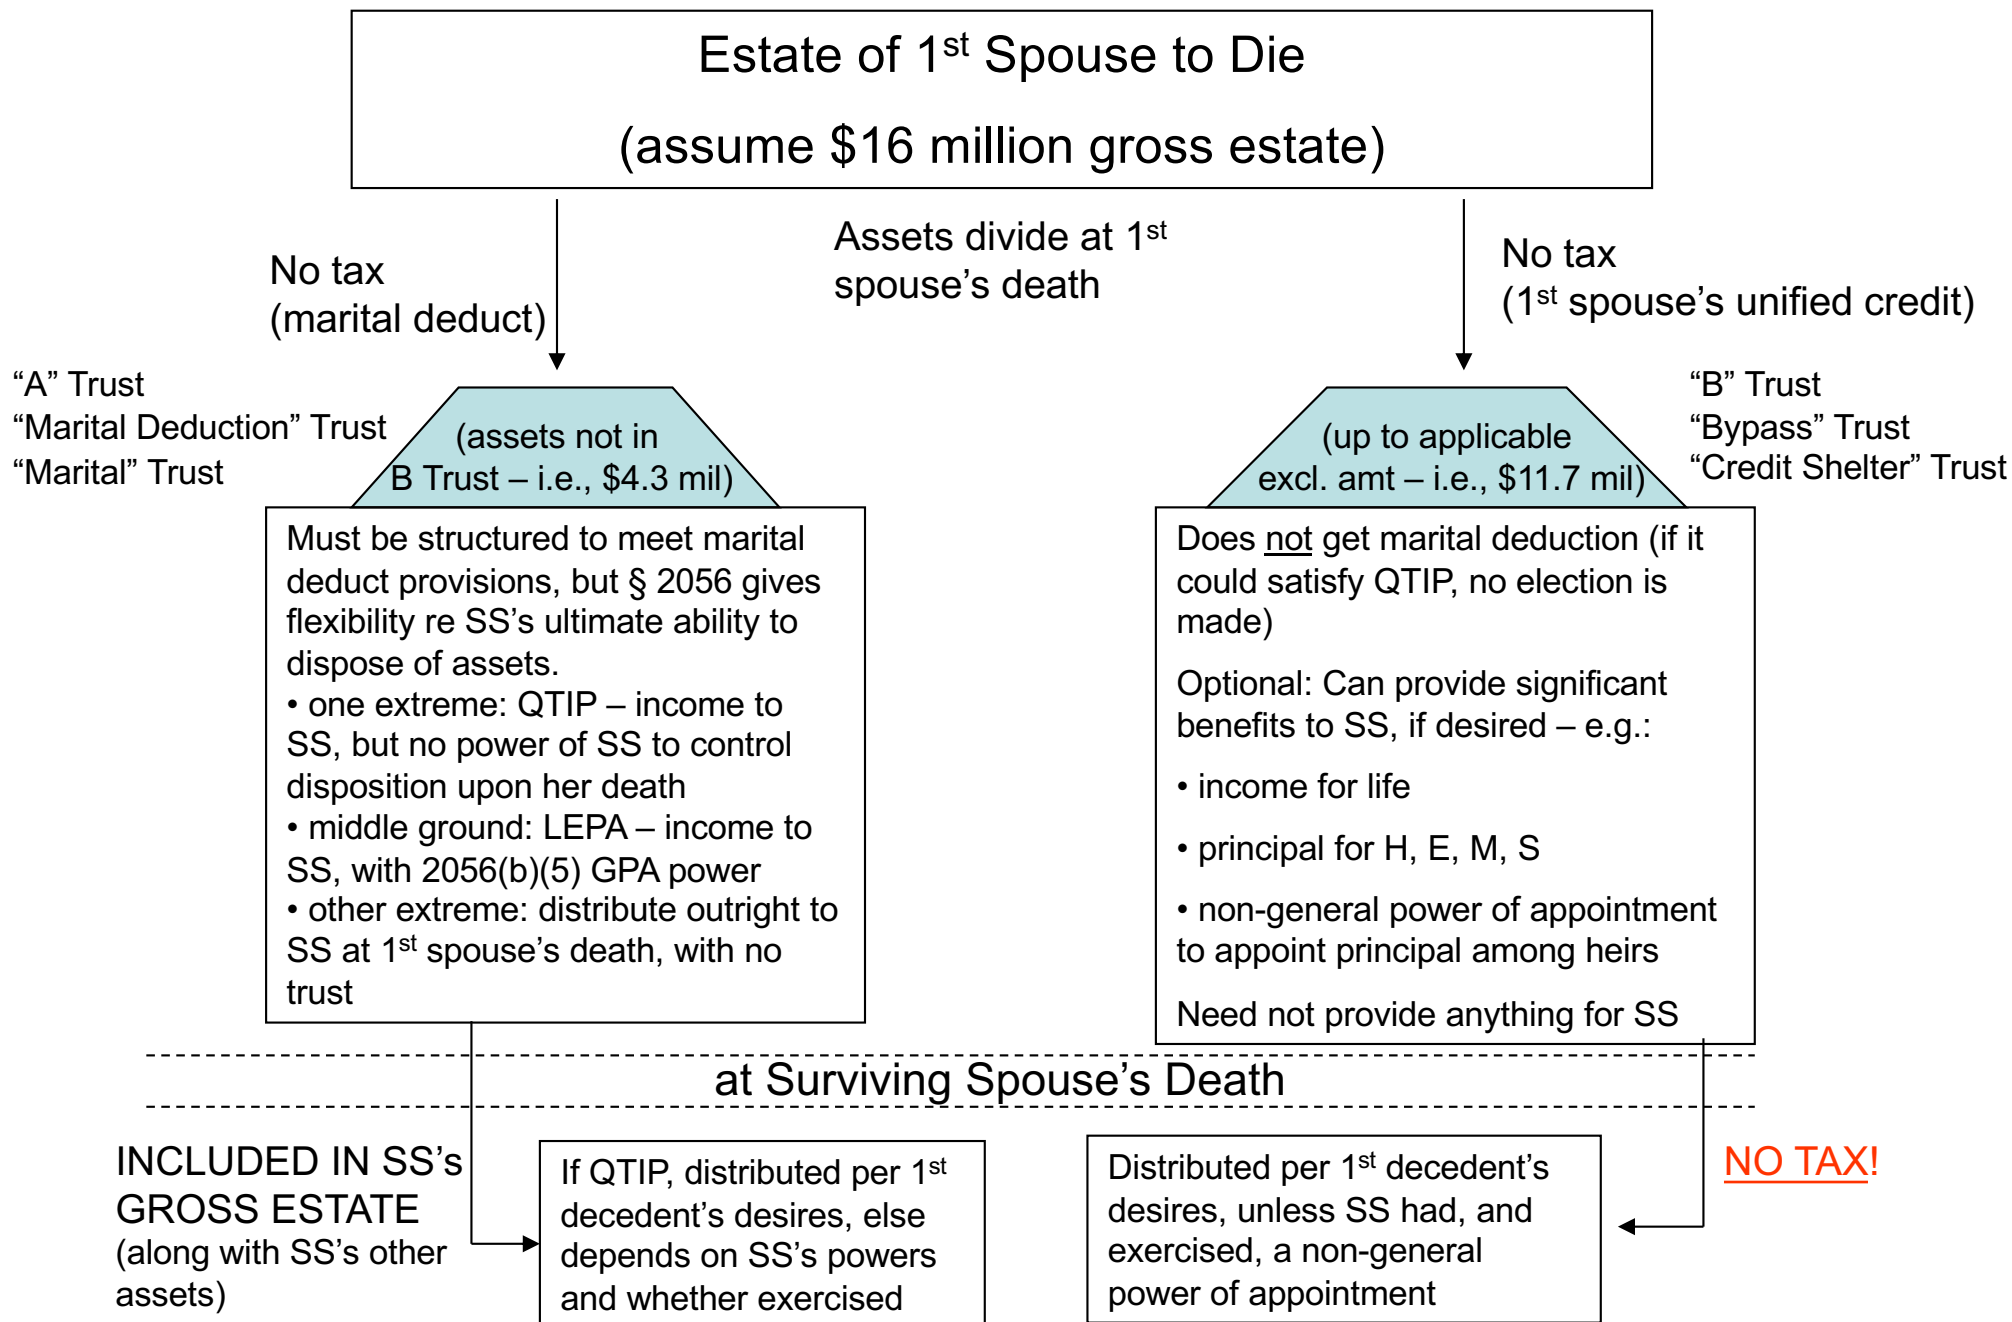 Estate of 1st Spouse to Die
(assume $16 million gross estate)
Assets divide at 1st
spouse’s death
No tax
(marital deduct)
No tax
(1st spouse’s unified credit)
“A” Trust
“Marital Deduction” Trust
“Marital” Trust
(assets not in
B Trust – i.e., $4.3 mil)
(up to applicable
excl. amt – i.e., $11.7 mil)
“B” Trust
“Bypass” Trust
“Credit Shelter” Trust
Must be structured to meet marital
deduct provisions, but § 2056 gives
flexibility re SS’s ultimate ability to
dispose of assets.
• one extreme: QTIP – income to
SS, but no power of SS to control
disposition upon her death
• middle ground: LEPA – income to
SS, with 2056(b)(5) GPA power
• other extreme: distribute outright to
SS at 1st spouse’s death, with no
trust
Does not get marital deduction (if it
could satisfy QTIP, no election is
made)
Optional: Can provide significant
benefits to SS, if desired – e.g.:
• income for life
• principal for H, E, M, S
• non-general power of appointment
to appoint principal among heirs
Need not provide anything for SS
at Surviving Spouse’s Death
INCLUDED IN SS’s
GROSS ESTATE
(along with SS’s other
assets)
If QTIP, distributed per 1st
decedent’s desires, else
depends on SS’s powers
and whether exercised
Distributed per 1st decedent’s
desires, unless SS had, and
exercised, a non-general
power of appointment
NO TAX!